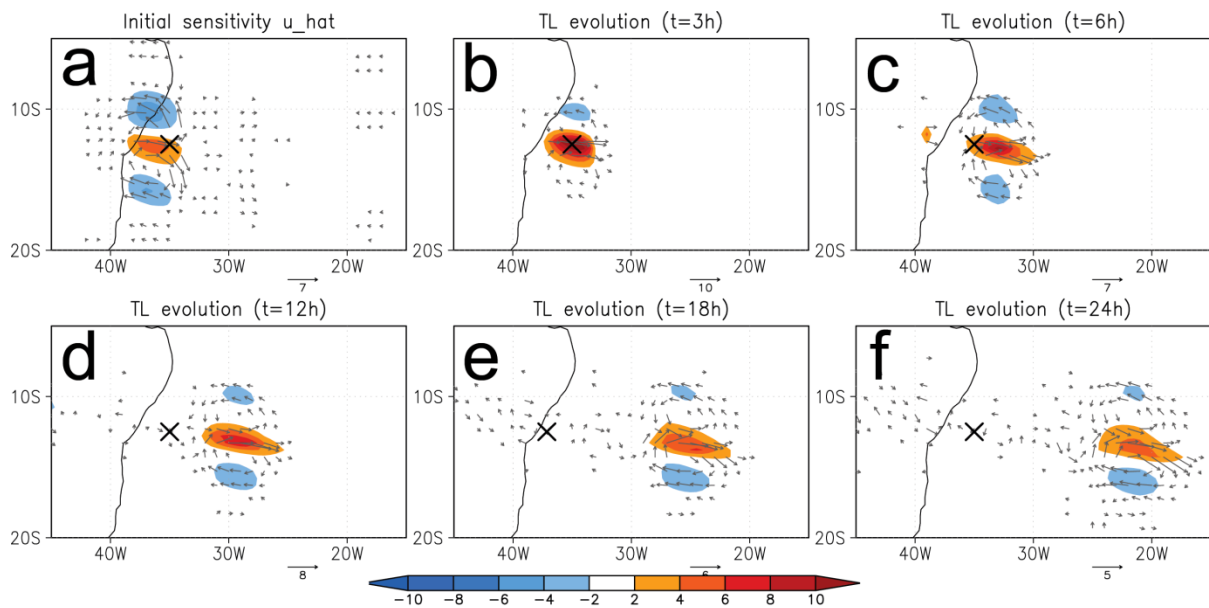 Initial sensitivity u_hat
TL evolution (t=3h)
TL evolution (t=6h)
a
b
c
10S
10S
10S
20S
20S
20S
40W
30W
20W
40W
30W
20W
40W
30W
20W
7
10
7
TL evolution (t=12h)
TL evolution (t=18h)
TL evolution (t=24h)
d
e
f
10S
10S
10S
20S
20S
20S
40W
30W
20W
40W
30W
20W
40W
30W
20W
8
6
5
-10
-8
-6
-4
-2
2
4
6
8
10